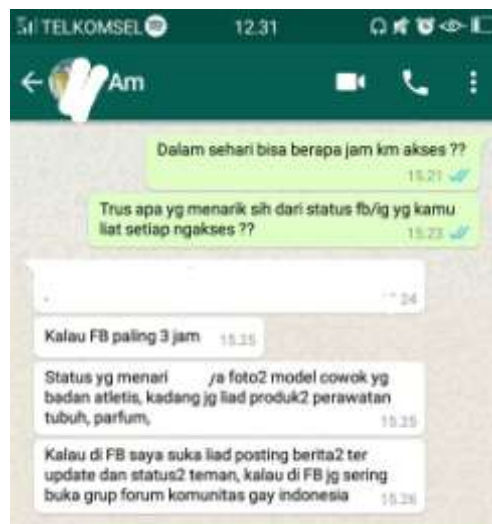 TELKOMSEL 12.31
Am
Dalam sehari bisa berapa jam km akses ??
15.21
Trus apa yg menarik sih dari status fb/ig yg kamu
liat setiap ngakses ??
15.23
24
Kalau FB paling 3 jam 15.25
Status yg menari ya foto2 model cowok yg
badan atletis, kadang jg liad produk2 perawatan
tubuh, parfum,
15.25
Kalau di FB saya suka liad posting berita2 ter
update dan status2 teman, kalau di FB jg sering
buka grup forum komunitas gay indonesia 15.26